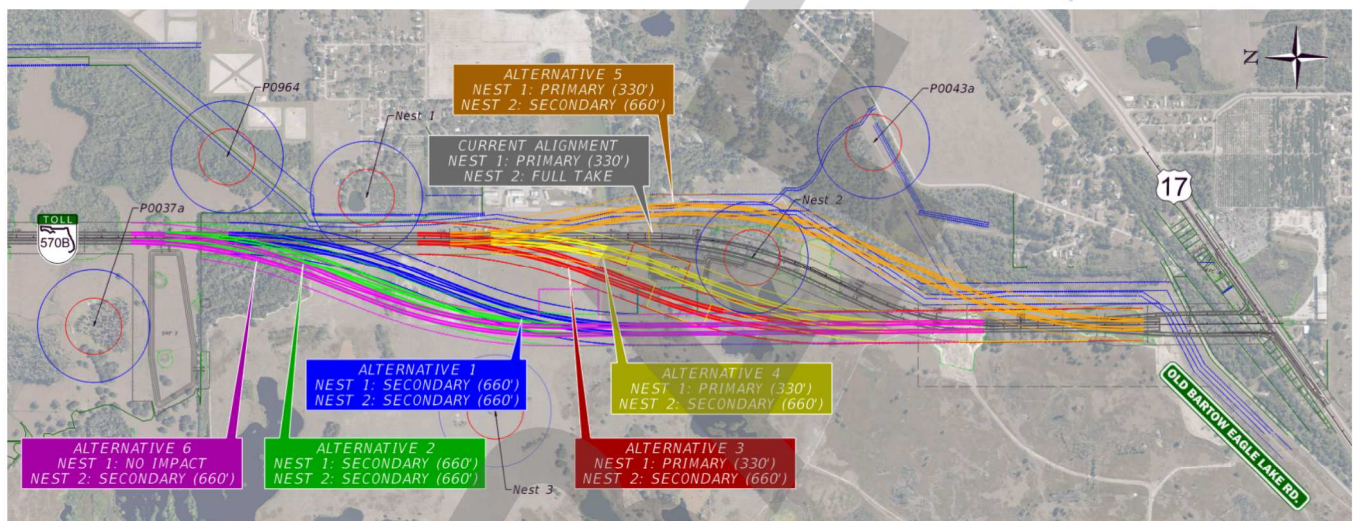 ALTERNATIVE 5
NEST 1: PRIMARY (330')
NEST 2: SECONDARY (660')
P0964
Nest 1
P0043a
N
CURRENT ALIGNMENT
NEST 1: PRIMARY (330')
NEST 2: FULL TAKE
17
P0037a
Nest 2
TOLL
570B
ALTERNATIVE 1
NEST 1: SECONDARY (660')
NEST 2: SECONDARY (660')
ALTERNATIVE 4
NEST 1: PRIMARY (330')
NEST 2: SECONDARY (660')
OLD BARTOW EAGLE LAKE RD.
ALTERNATIVE 6
NEST 1: NO IMPACT
NEST 2: SECONDARY (660')
ALTERNATIVE 2
NEST 1: SECONDARY (660')
NEST 2: SECONDARY (660')
ALTERNATIVE 3
NEST 1: PRIMARY (330')
NEST 2: SECONDARY (660')
Nest 3